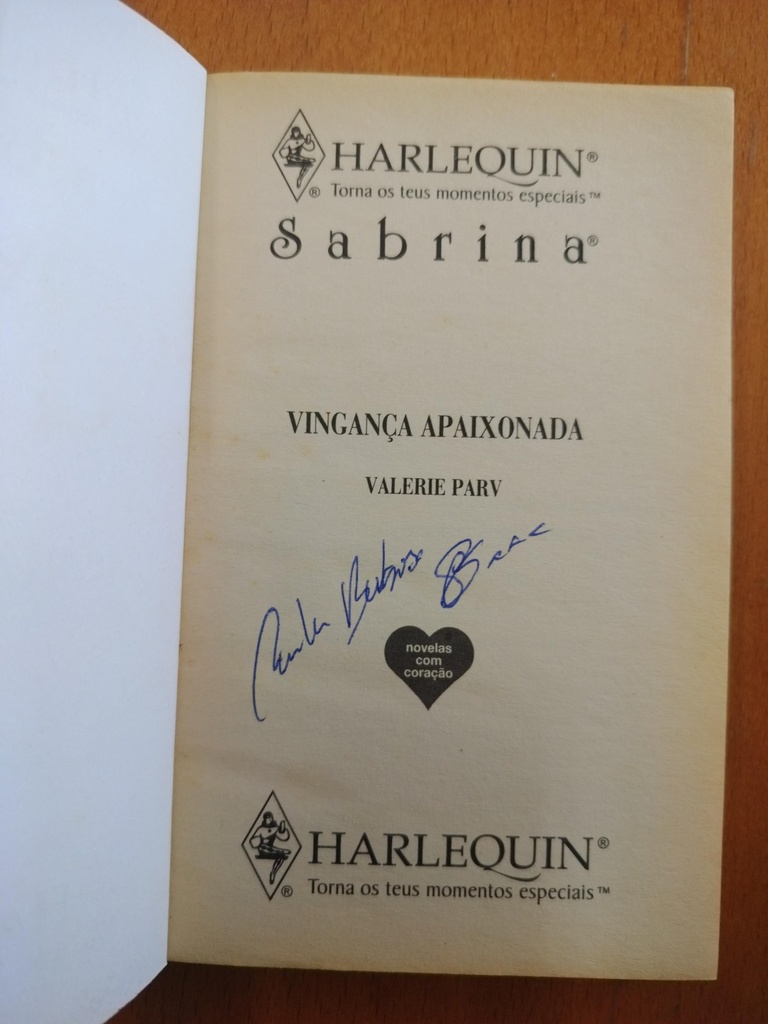 HARLEQUIN®
® Torna os teus momentos especiais™
Sabrina®
VINGANÇA APAIXONADA
VALERIE PARV
novelas
com
coração
HARLEQUIN®
® Torna os teus momentos especiais™